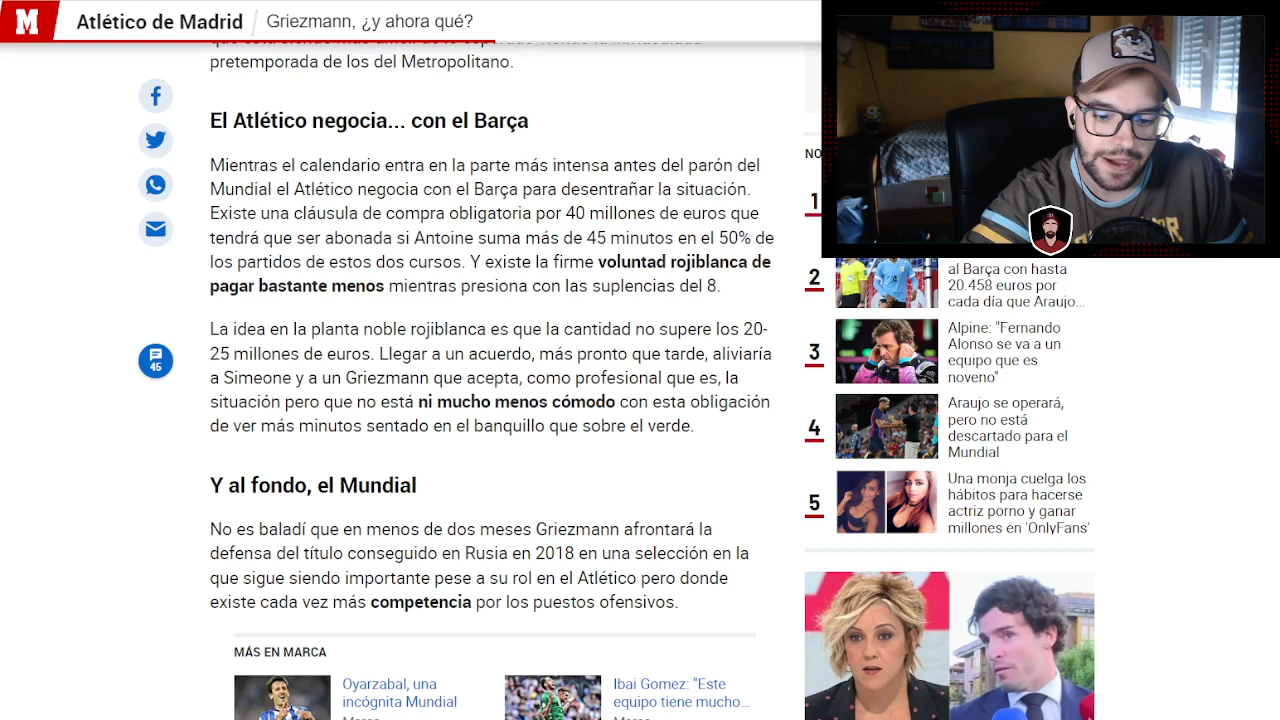 M
Atlético de Madrid
Griezmann, ¿y ahora qué?
pretemporada de los del Metropolitano.
El Atlético negocia... con el Barça
Mientras el calendario entra en la parte más intensa antes del parón del
Mundial el Atlético negocia con el Barça para desentrañar la situación.
Existe una cláusula de compra obligatoria por 40 millones de euros que
tendrá que ser abonada si Antoine suma más de 45 minutos en el 50% de
los partidos de estos dos cursos. Y existe la firme voluntad rojiblanca de
pagar bastante menos mientras presiona con las suplencias del 8.
La idea en la planta noble rojiblanca es que la cantidad no supere los 20-
25 millones de euros. Llegar a un acuerdo, más pronto que tarde, aliviaría
a Simeone y a un Griezmann que acepta, como profesional que es, la
situación pero que no está ni mucho menos cómodo con esta obligación
de ver más minutos sentado en el banquillo que sobre el verde.
45
Y al fondo, el Mundial
No es baladí que en menos de dos meses Griezmann afrontará la
defensa del título conseguido en Rusia en 2018 en una selección en la
que sigue siendo importante pese a su rol en el Atlético pero donde
existe cada vez más competencia por los puestos ofensivos.
MÁS EN MARCA
Oyarzabal, una
incógnita Mundial
Ibai Gomez: "Este
equipo tiene mucho...
NO
1
2
al Barça con hasta
20.458 euros por
cada día que Araujo...
3
Alpine: "Fernando
Alonso se va a un
equipo que es
noveno"
4
Araujo se operará,
pero no está
descartado para el
Mundial
5
Una monja cuelga los
hábitos para hacerse
actriz porno y ganar
millones en 'OnlyFans'